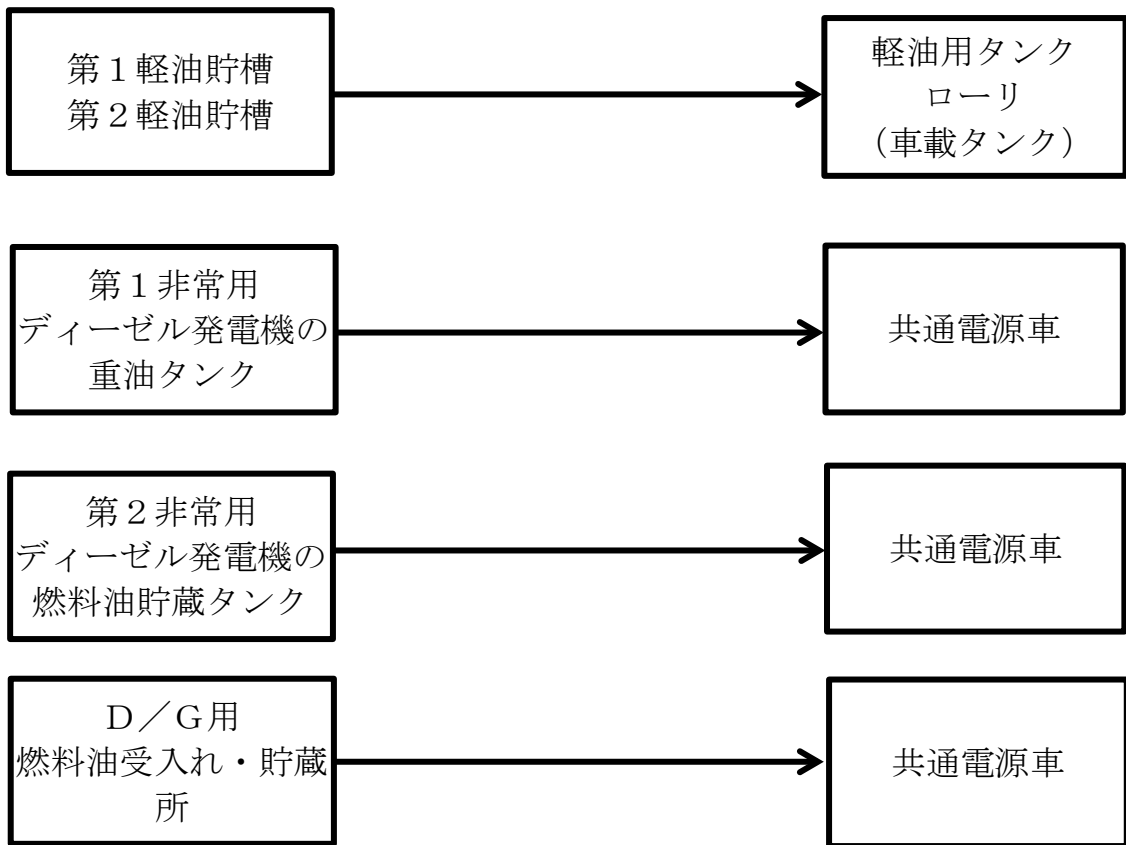 第１軽油貯槽
第２軽油貯槽
軽油用タンク
ローリ
（車載タンク）
第１非常用
ディーゼル発電機の
重油タンク
共通電源車
第２非常用
ディーゼル発電機の
燃料油貯蔵タンク
共通電源車
Ｄ／Ｇ用
燃料油受入れ・貯蔵
所
共通電源車